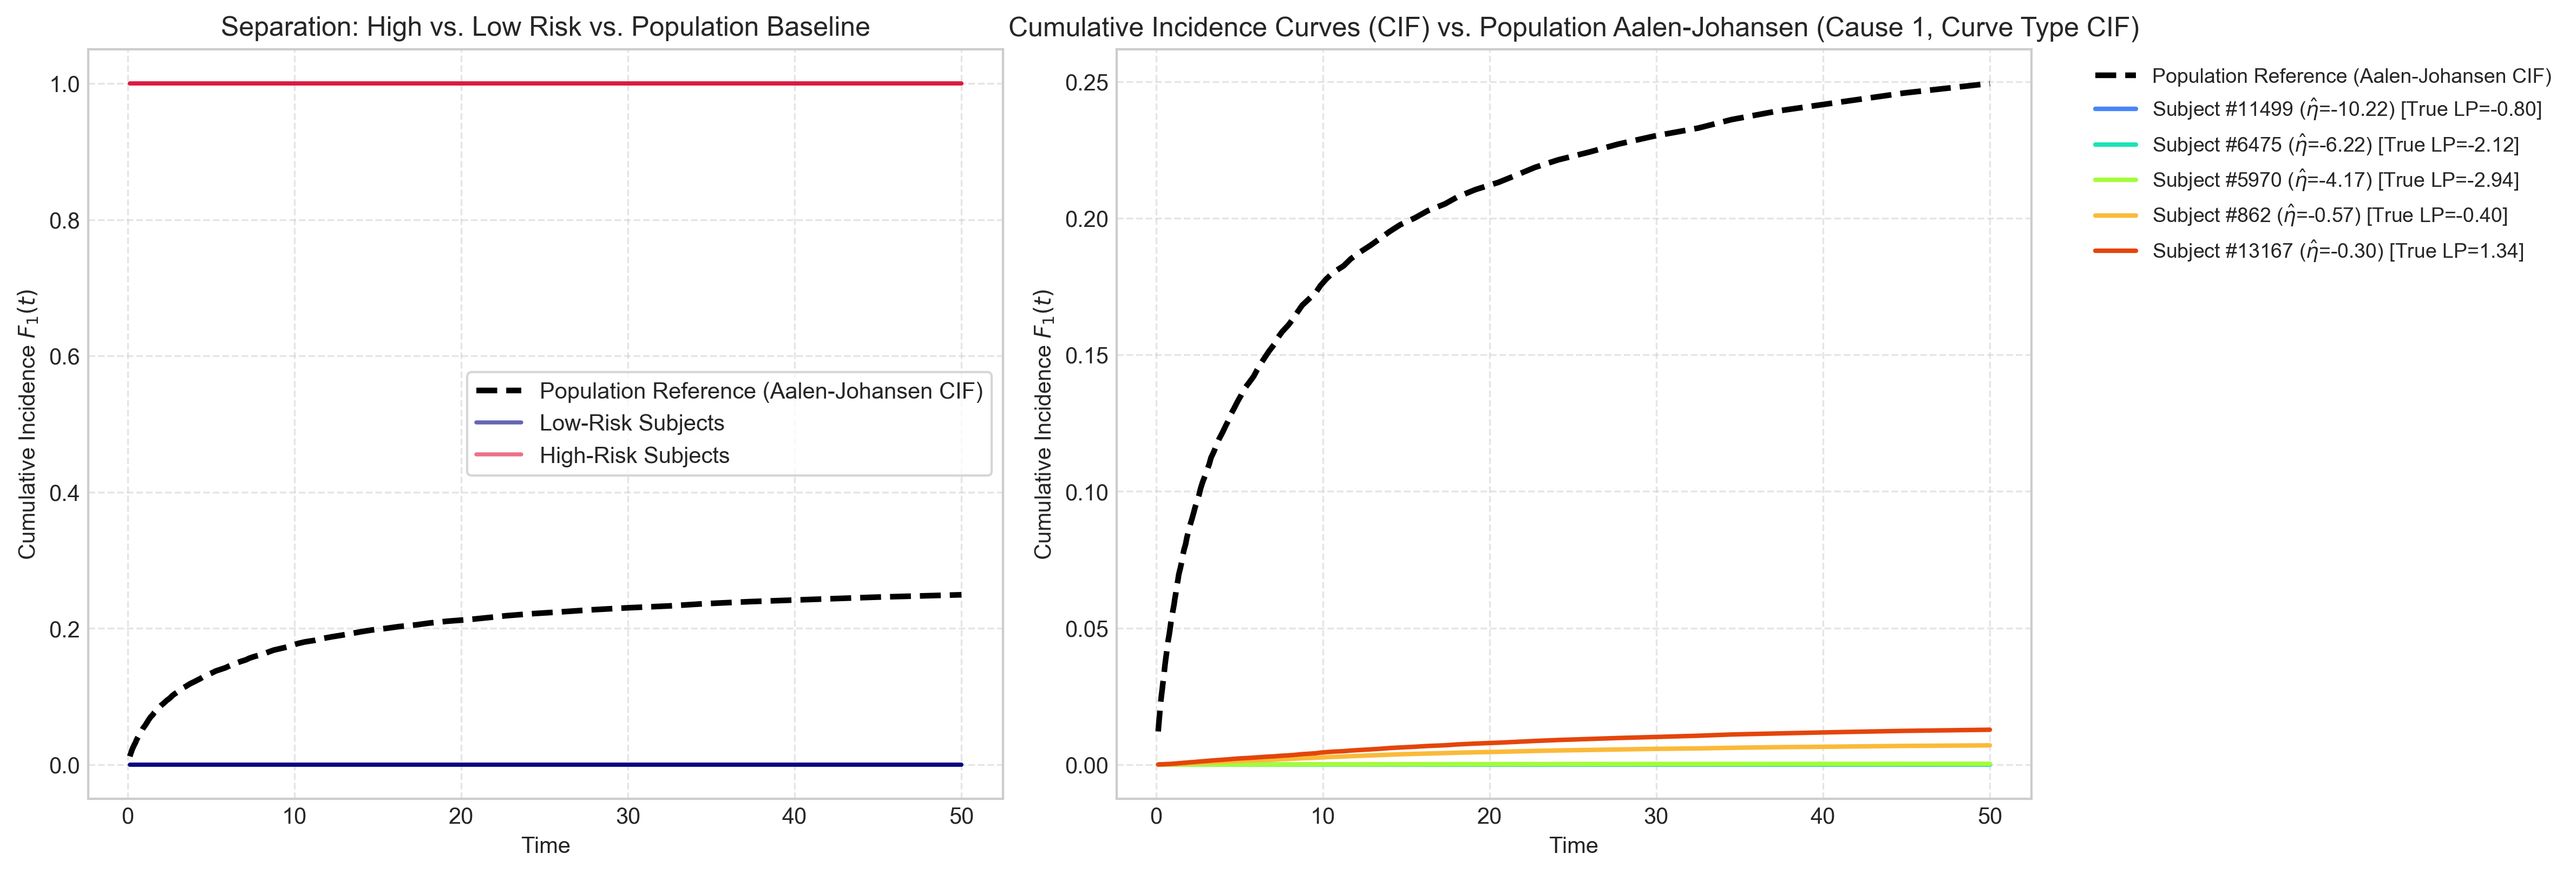 Separation: High vs. Low Risk vs. Population Baseline
Cumulative Incidence F₁(t)
1.0
0.8
0.6
0.4
0.2
0.0
Population Reference (Aalen-Johansen CIF)
Low-Risk Subjects
High-Risk Subjects
0 10 20 30 40 50
Time
Cumulative Incidence Curves (CIF) vs. Population Aalen-Johansen (Cause 1, Curve Type CIF)
Cumulative Incidence F₁(t)
0.25
0.20
0.15
0.10
0.05
0.00
0 10 20 30 40 50
Time
Population Reference (Aalen-Johansen CIF)
Subject #11499 (η̂=-10.22) [True LP=-0.80]
Subject #6475 (η̂=-6.22) [True LP=-2.12]
Subject #5970 (η̂=-4.17) [True LP=-2.94]
Subject #862 (η̂=-0.57) [True LP=-0.40]
Subject #13167 (η̂=-0.30) [True LP=1.34]